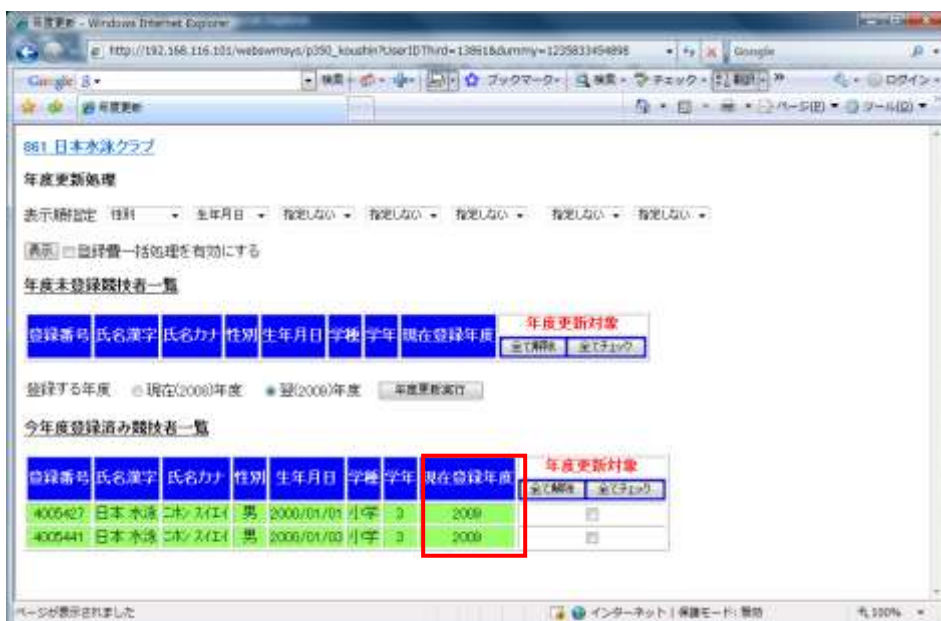 年度更新 - Windows Internet Explorer
http://192.168.116.101/webswmsys/p350_koushin?UserIDThird=13861&dummy=1235833454898 Google
Google 検索 ブックマーク 検索 チェック 翻訳 ログイン
年度更新 ページ(P) ツール(O)
861 日本水泳クラブ
年度更新処理
表示順指定 性別 生年月日 指定しない 指定しない 指定しない 指定しない 指定しない
表示 登録費一括処理を有効にする
年度未登録競技者一覧
登録番号 氏名漢字 氏名カナ 性別 生年月日 学種 学年 現在登録年度 年度更新対象
全て解除 全てチェック
登録する年度 現在(2008)年度 翌(2009)年度 年度更新実行
今年度登録済み競技者一覧
登録番号 氏名漢字 氏名カナ 性別 生年月日 学種 学年 現在登録年度 年度更新対象
全て解除 全てチェック
4005427 日本 水泳 ニホン スイエイ 男 2000/01/01 小学 3 2009
4005441 日本 水泳 ニホン スイエイ 男 小学 3 2009
ページが表示されました インターネット | 保護モード: 無効 100%